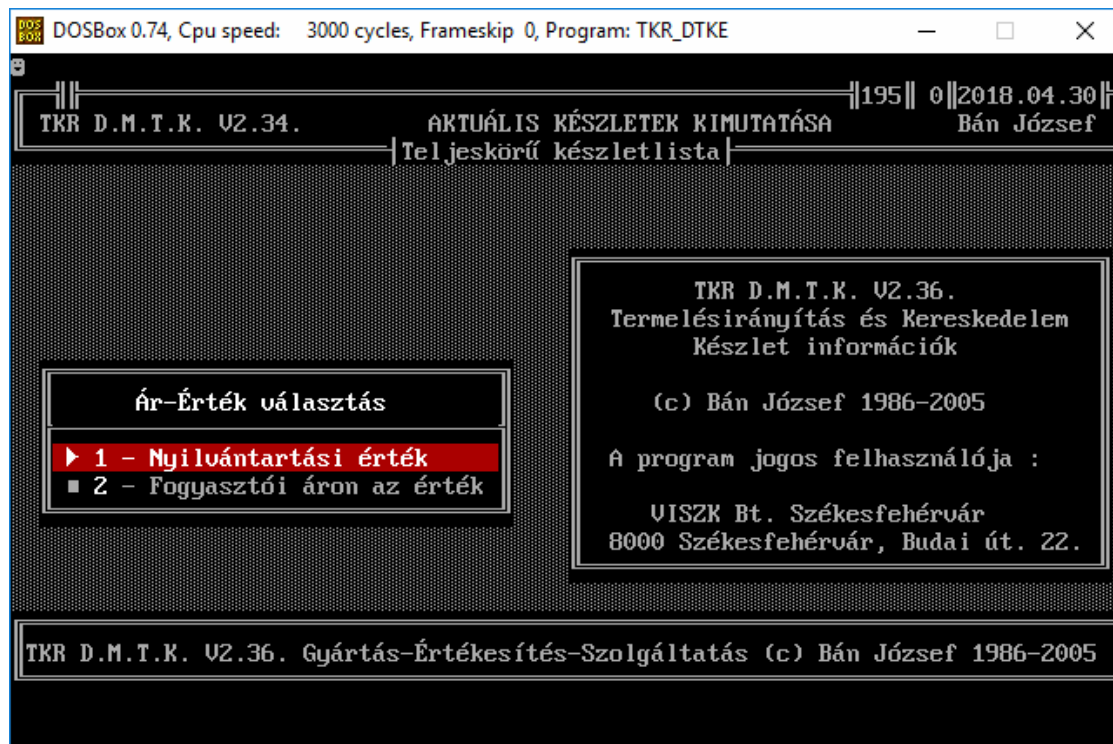 DOSBox 0.74, Cpu speed: 3000 cycles, Frameskip 0, Program: TKR_DTKE
195 0 2018.04.30
TKR D.M.T.K. V2.34. AKTUÁLIS KÉSZLETEK KIMUTATÁSA Bán József
Teljeskörű készletlista
TKR D.M.T.K. V2.36.
Termelésirányítás és Kereskedelem
Készlet információk
(c) Bán József 1986-2005
A program jogos felhasználója :
VISZK Bt. Székesfehérvár
8000 Székesfehérvár, Budai út. 22.
Ár-Érték választás
1 - Nyilvántartási érték
2 - Fogyasztói áron az érték
TKR D.M.T.K. V2.36. Gyártás-Értékesítés-Szolgáltatás (c) Bán József 1986-2005